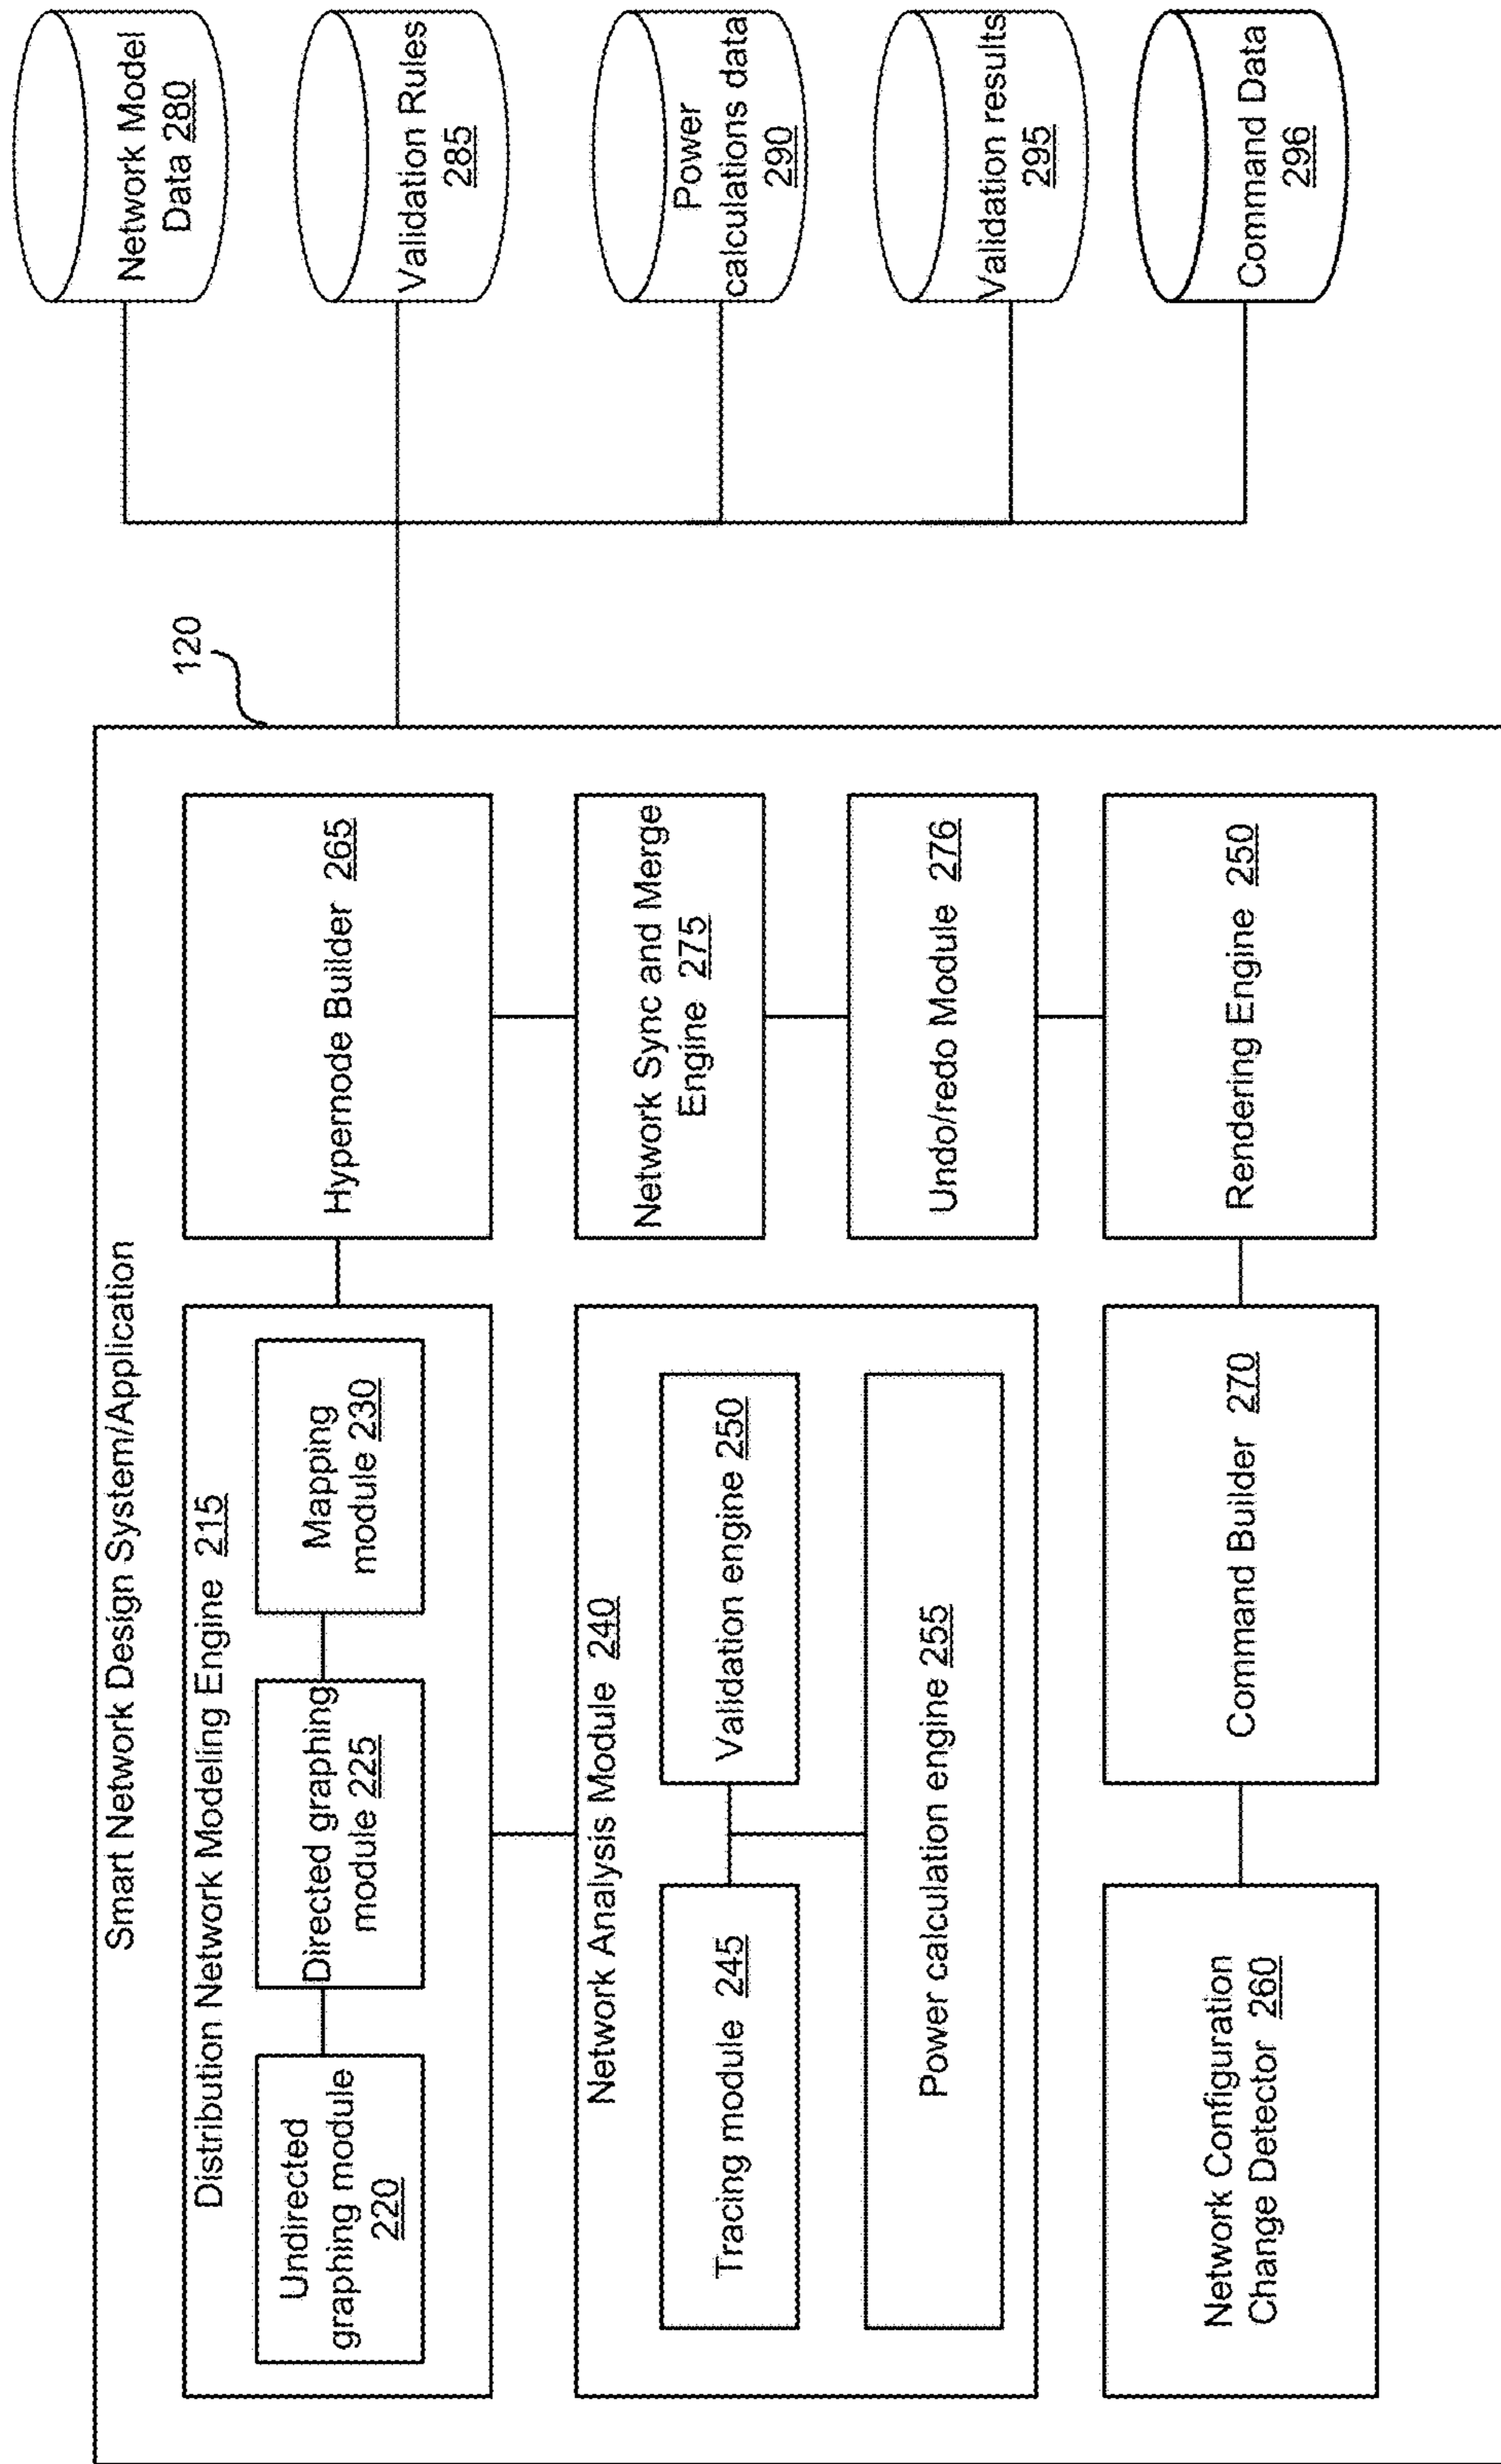 Smart Network Design System/Application
120
Distribution Network Modeling Engine 215
Undirected
graphing module
220
Directed graphing
module 225
Mapping
module 230
Hypernode Builder 265
Network Analysis Module 240
Tracing module 245
Validation engine 250
Power calculation engine 255
Network Sync and Merge
Engine 275
Undo/redo Module 276
Network Configuration
Change Detector 260
Command Builder 270
Rendering Engine 250
Network Model
Data 280
Validation Rules
285
Power
calculations data
290
Validation results
295
Command Data
296